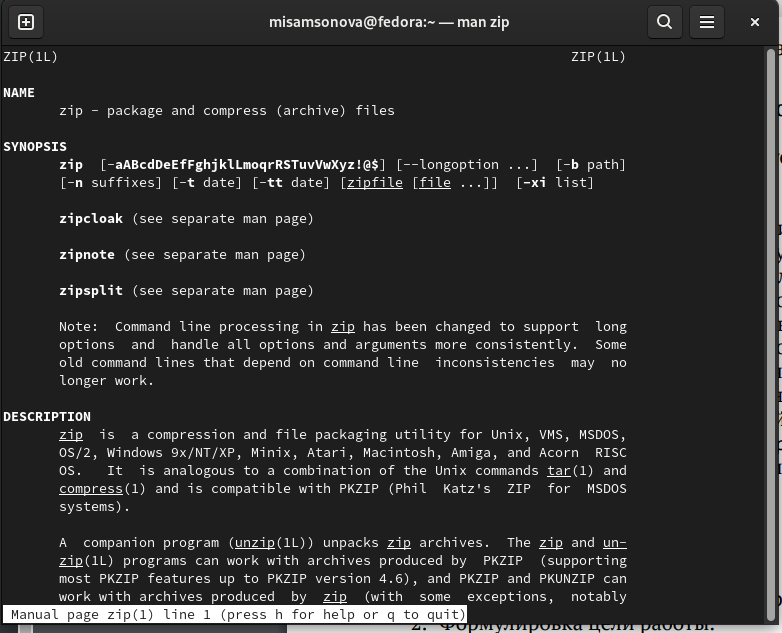 misamsonova@fedora:~ — man zip
ZIP(1L) ZIP(1L)
NAME
zip - package and compress (archive) files
SYNOPSIS
zip [-aABcdDeEfFghjklLmoqrRSTuvVwXyz!@$] [--longoption ...] [-b path]
[-n suffixes] [-t date] [-tt date] [zipfile [file ...]] [-xi list]
zipcloak (see separate man page)
zipnote (see separate man page)
zipsplit (see separate man page)
Note: Command line processing in zip has been changed to support long
options and handle all options and arguments more consistently. Some
old command lines that depend on command line inconsistencies may no
longer work.
DESCRIPTION
zip is a compression and file packaging utility for Unix, VMS, MSDOS,
OS/2, Windows 9x/NT/XP, Minix, Atari, Macintosh, Amiga, and Acorn RISC
OS. It is analogous to a combination of the Unix commands tar(1) and
compress(1) and is compatible with PKZIP (Phil Katz's ZIP for MSDOS
systems).
A companion program (unzip(1L)) unpacks zip archives. The zip and un-
zip(1L) programs can work with archives produced by PKZIP (supporting
most PKZIP features up to PKZIP version 4.6), and PKZIP and PKUNZIP can
work with archives produced by zip (with some exceptions, notably
Manual page zip(1) line 1 (press h for help or q to quit)
2. Формулировка цели работы.